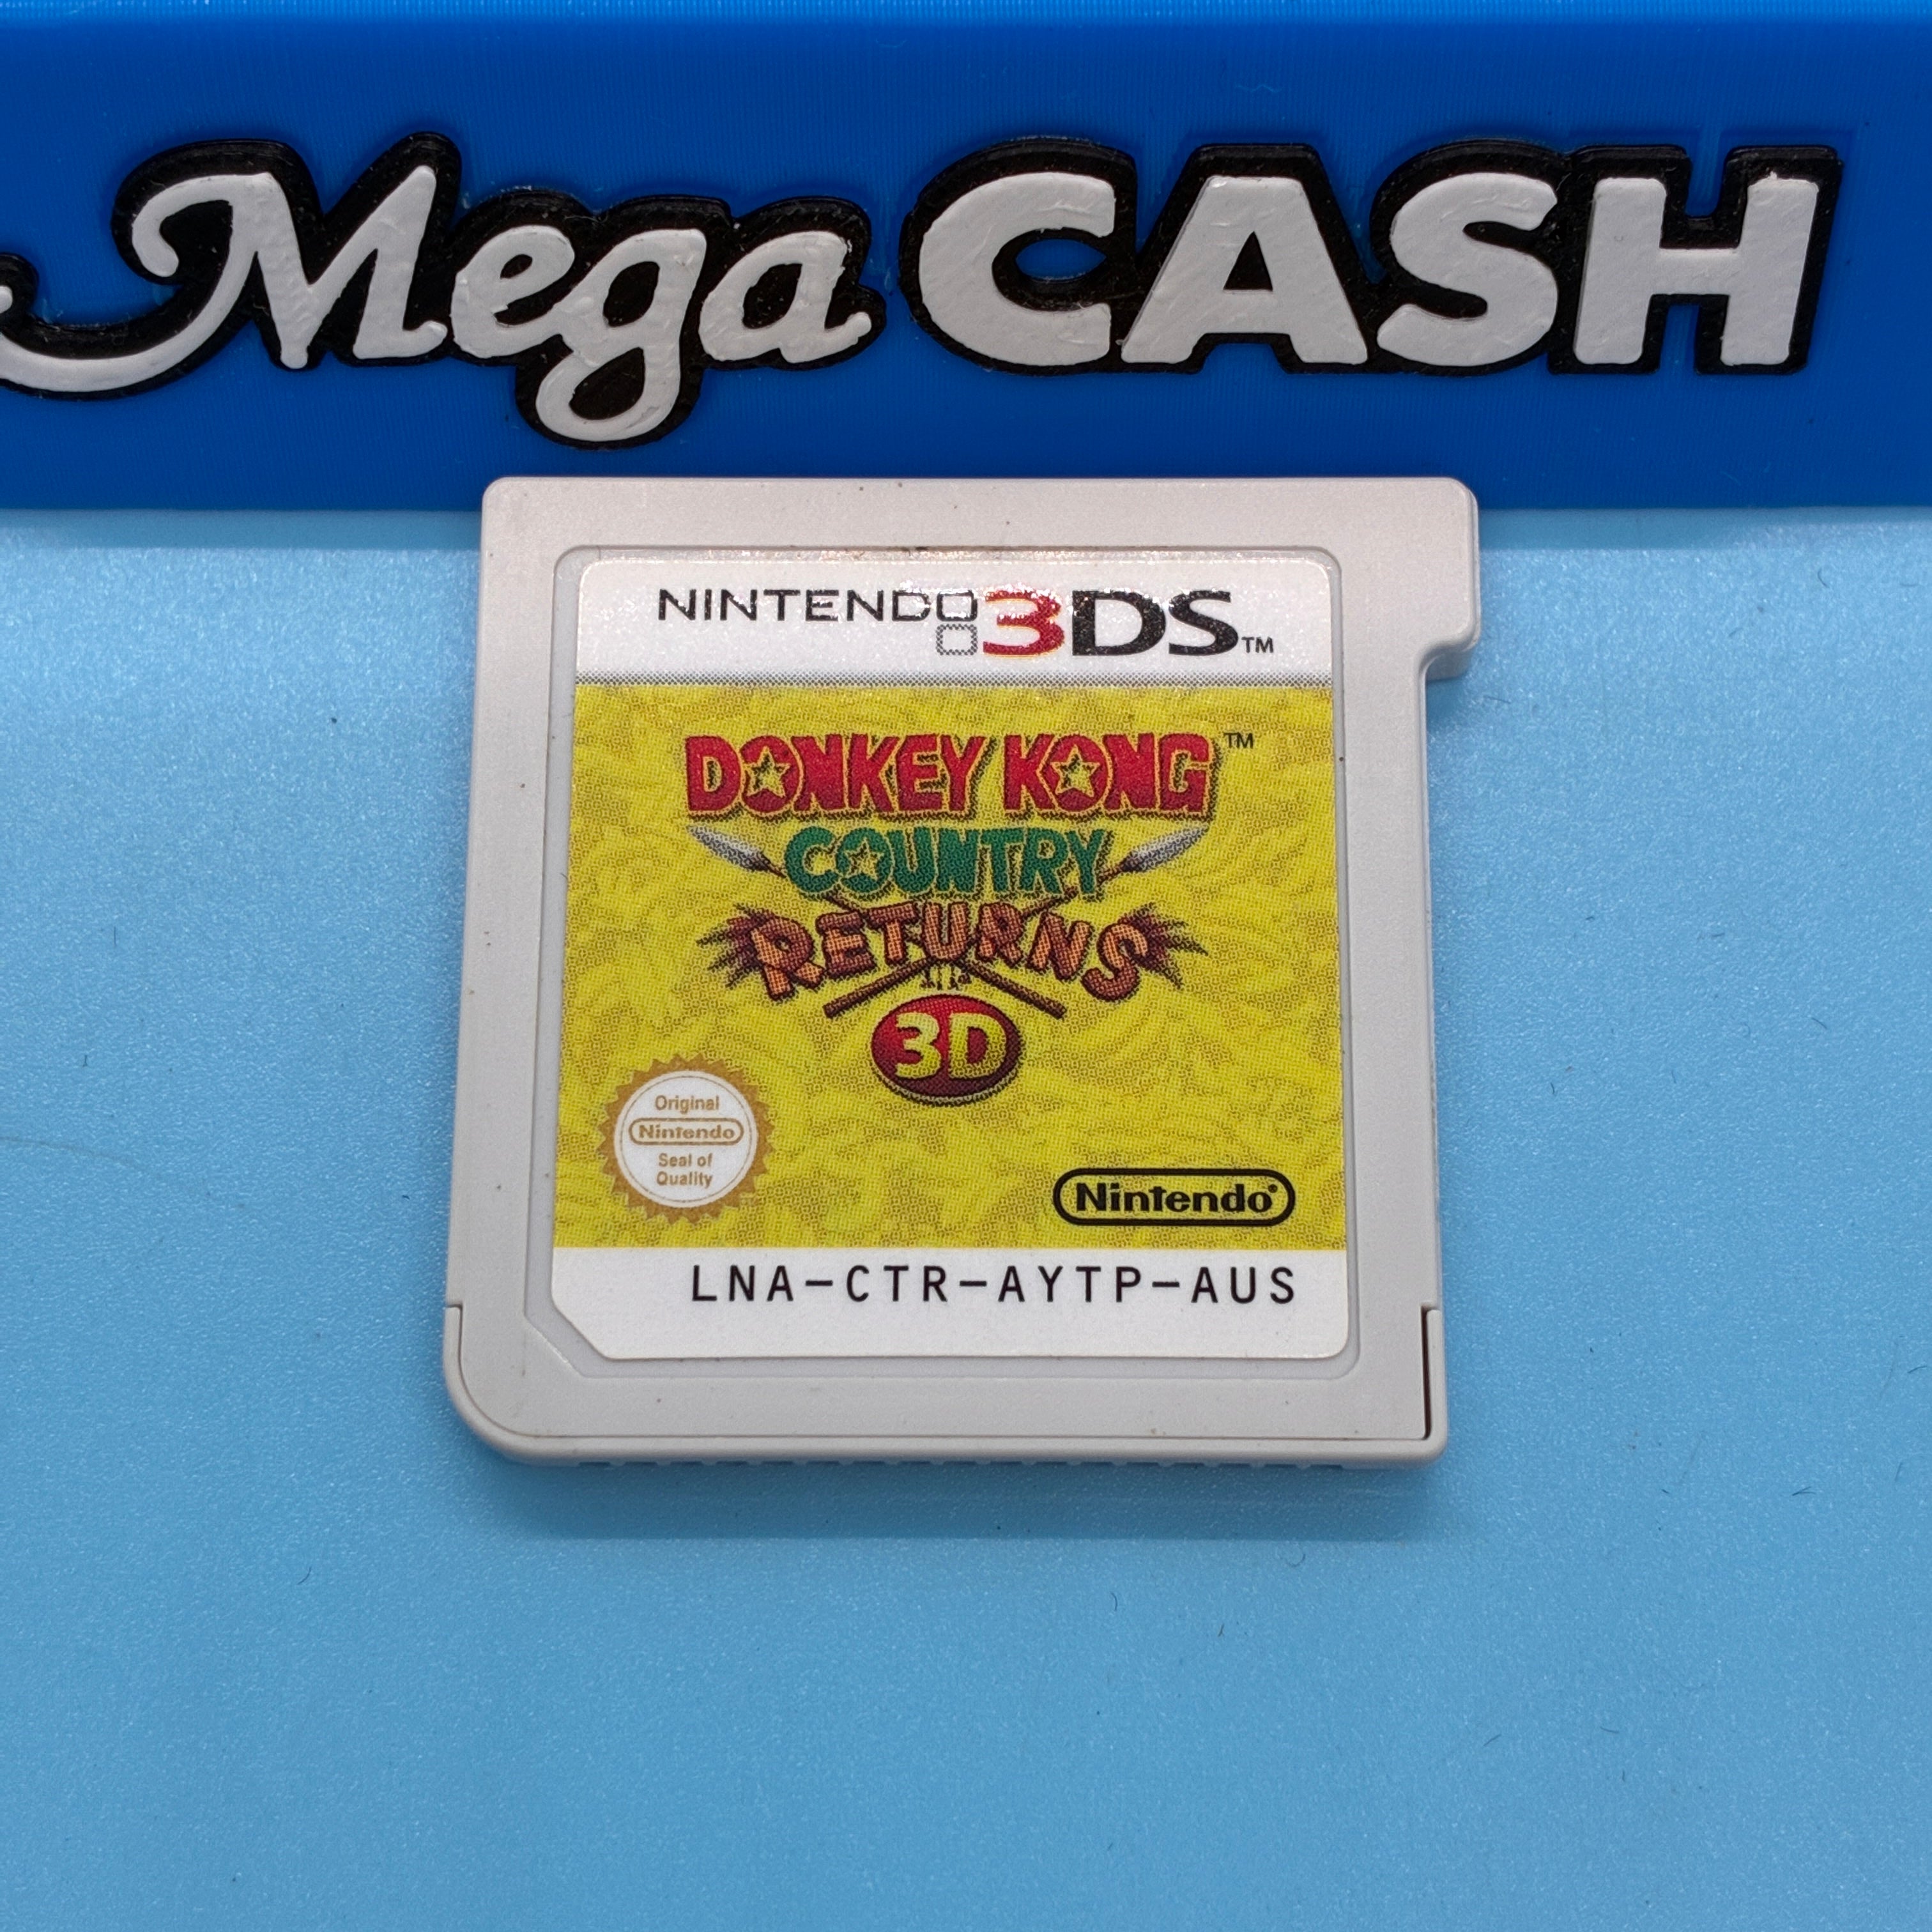 Mega CASH
NINTENDO 3DS™
DONKEY KONG™
COUNTRY
RETURNS
3D
Original
Nintendo
Seal of
Quality
Nintendo®
LNA-CTR-AYTP-AUS